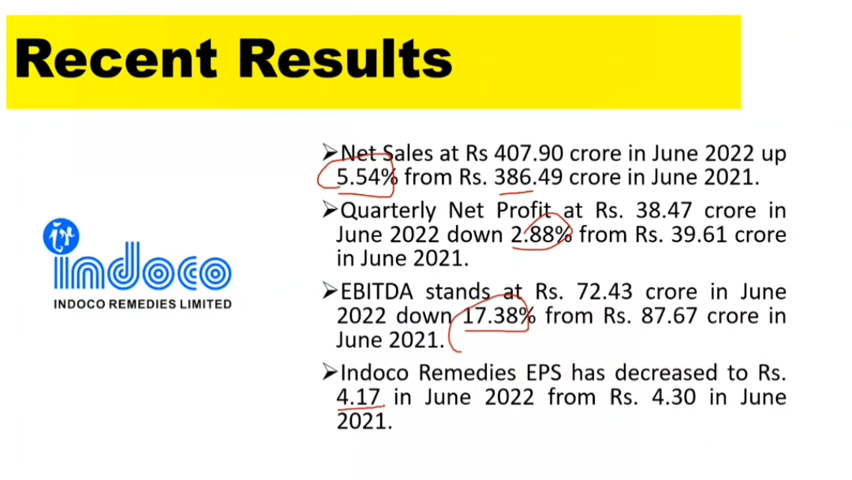 Recent Results
➢Net Sales at Rs 407.90 crore in June 2022 up
5.54% from Rs. 386.49 crore in June 2021.
➢Quarterly Net Profit at Rs. 38.47 crore in
June 2022 down 2.88% from Rs. 39.61 crore
in June 2021.
➢EBITDA stands at Rs. 72.43 crore in June
2022 down 17.38% from Rs. 87.67 crore in
June 2021.
➢Indoco Remedies EPS has decreased to Rs.
4.17 in June 2022 from Rs. 4.30 in June
2021.
indoco
INDOCO REMEDIES LIMITED